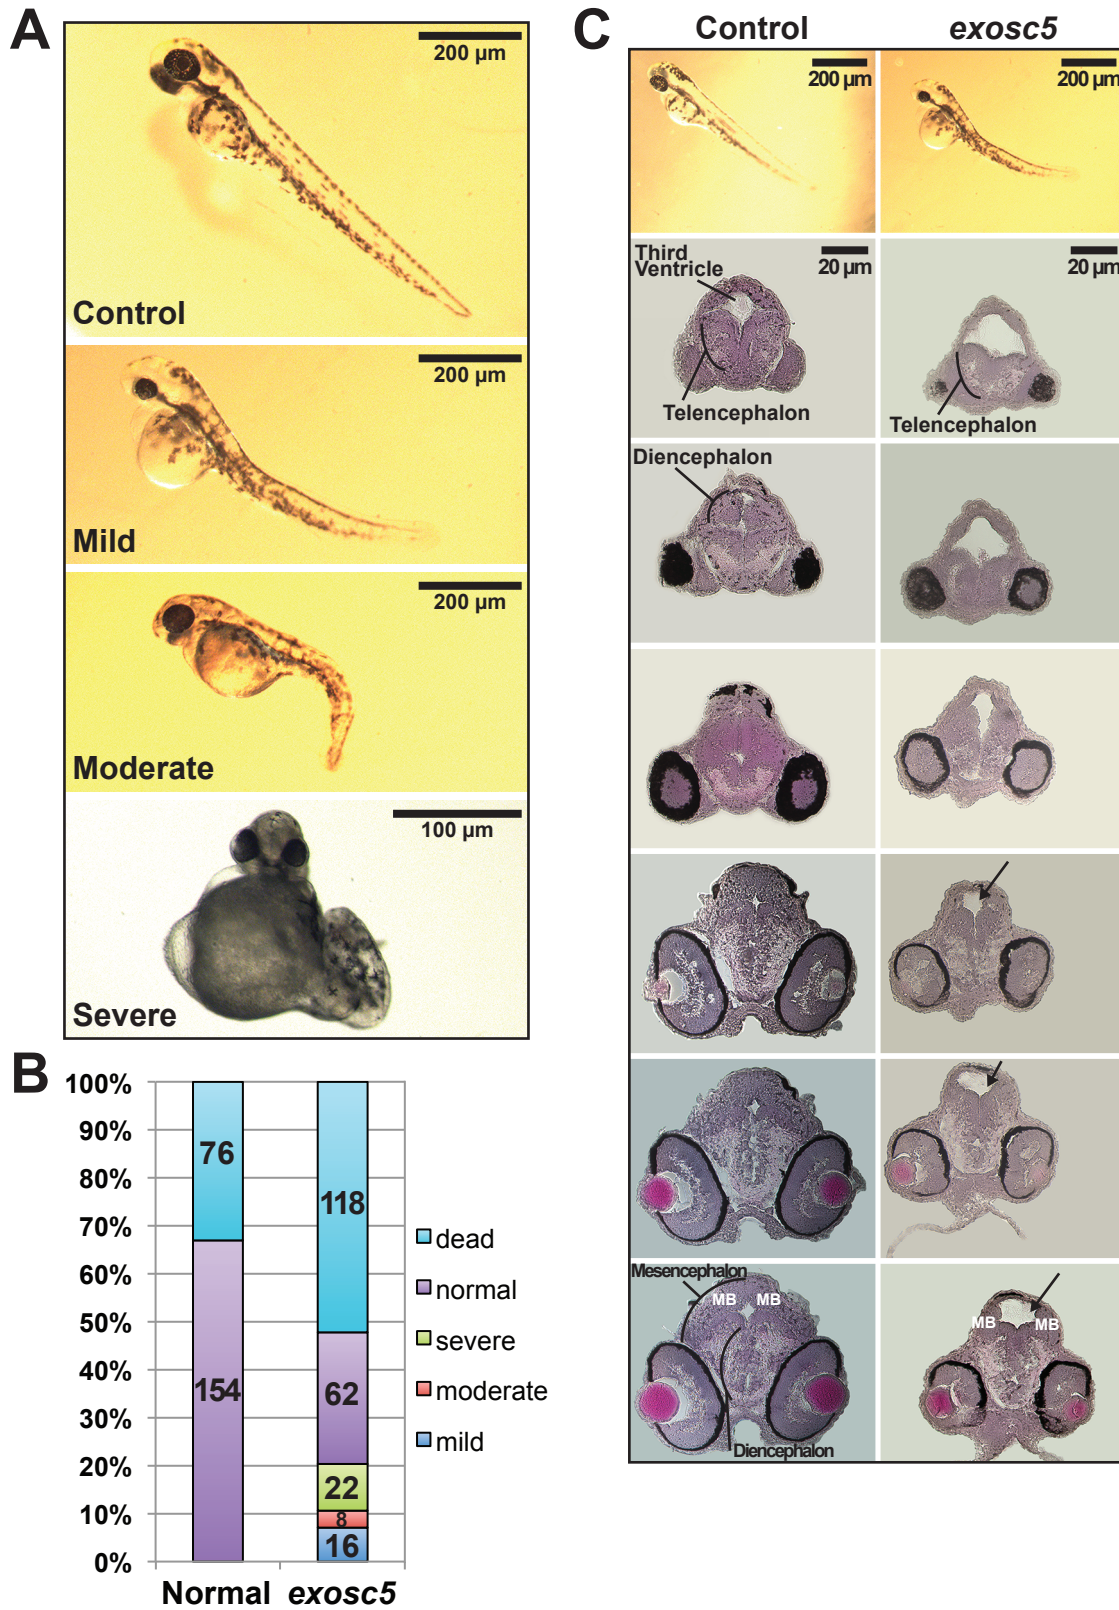 A
200 µm
Control
200 µm
Mild
200 µm
Moderate
100 µm
Severe
B
100%
90%
80%
70%
60%
50%
40%
30%
20%
10%
0%
76
154
118
62
22
8
16
Normal
exosc5
dead
normal
severe
moderate
mild
C
Control
exosc5
200 µm
200 µm
Third
Ventricle
20 µm
20 µm
Telencephalon
Telencephalon
Diencephalon
Mesencephalon
MB MB
Diencephalon
MB MB